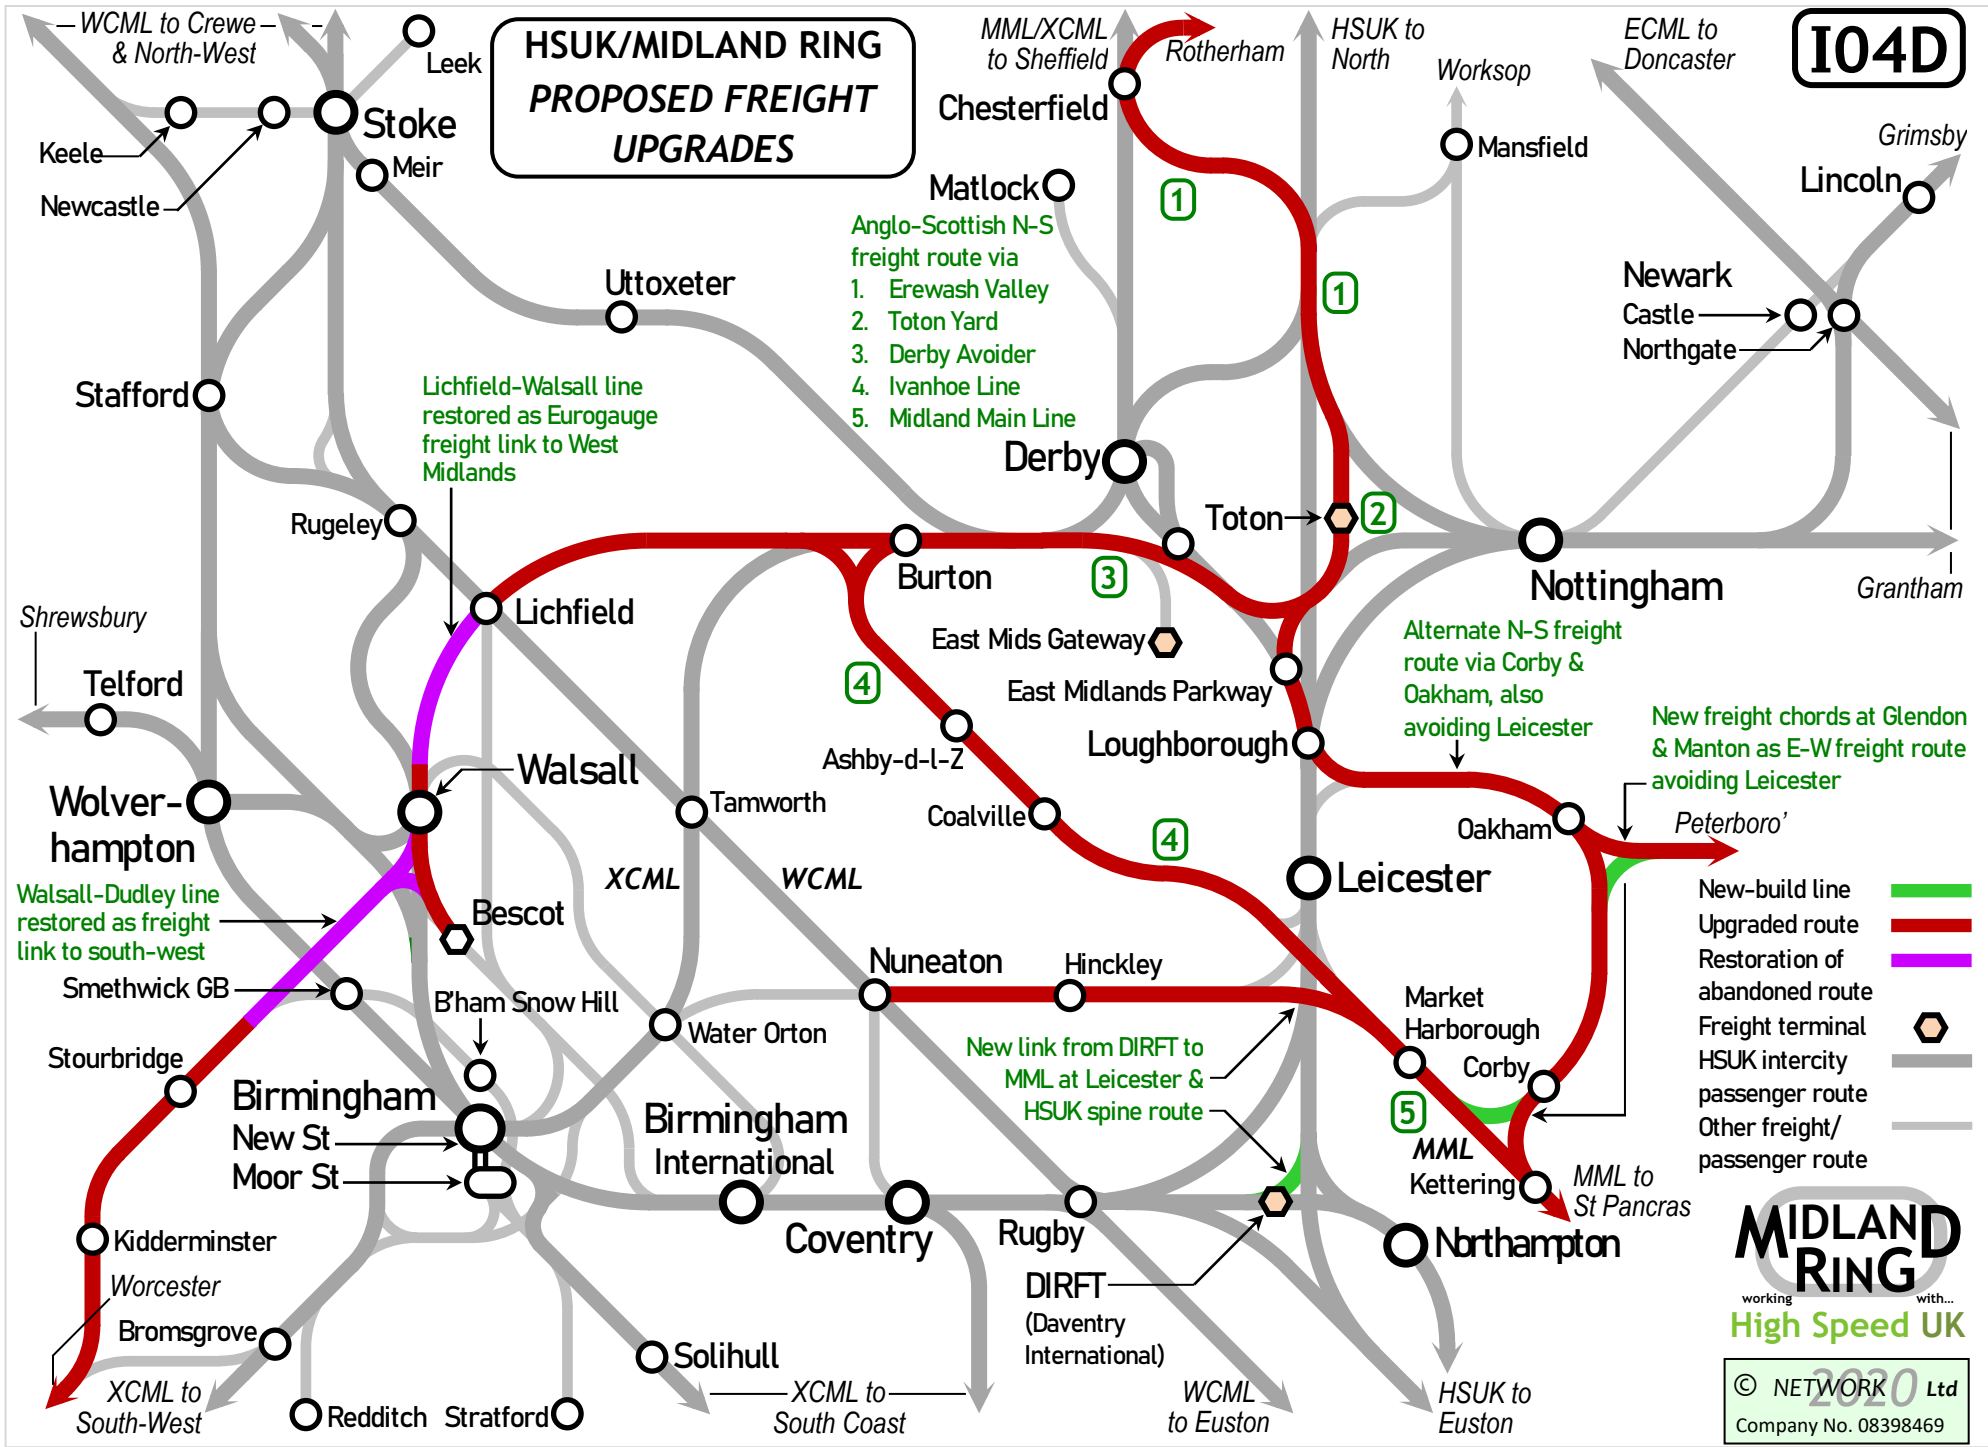 WCML to Crewe
& North-West
Leek
HSUK/MIDLAND RING
PROPOSED FREIGHT
UPGRADES
MML/XCML
to Sheffield
Rotherham
HSUK to
North
Worksop
ECML to
Doncaster
I04D
Chesterfield
Stoke
Keele
Meir
Newcastle
Mansfield
Grimsby
Lincoln
Matlock
1
Anglo-Scottish N-S
freight route via
1. Erewash Valley
2. Toton Yard
3. Derby Avoider
4. Ivanhoe Line
5. Midland Main Line
1
Uttoxeter
Newark
Castle
Northgate
Stafford
Lichfield-Walsall line
restored as Eurogauge
freight link to West
Midlands
Derby
Toton
2
Rugeley
Burton
3
Nottingham
Grantham
Shrewsbury
Lichfield
East Mids Gateway
Alternate N-S freight
route via Corby &
Oakham, also
avoiding Leicester
Telford
4
East Midlands Parkway
New freight chords at Glendon
& Manton as E-W freight route
avoiding Leicester
Ashby-d-l-Z
Loughborough
Walsall
Wolver-
hampton
Tamworth
Coalville
4
Oakham
Peterboro'
XCML
WCML
Leicester
Walsall-Dudley line
restored as freight
link to south-west
Bescot
New-build line
Upgraded route
Restoration of
abandoned route
Freight terminal
HSUK intercity
passenger route
Other freight/
passenger route
Smethwick GB
B'ham Snow Hill
Nuneaton
Hinckley
Market
Harborough
Water Orton
New link from DIRFT to
MML at Leicester &
HSUK spine route
Corby
Stourbridge
Birmingham
New St
Moor St
Birmingham
International
5
MML
Kettering
MML to
St Pancras
Coventry
Rugby
Northampton
Kidderminster
Worcester
DIRFT
(Daventry
International)
MIDLAND
RING
working with...
High Speed UK
Bromsgrove
Solihull
XCML to
South-West
Redditch
Stratford
XCML to
South Coast
WCML
to Euston
HSUK to
Euston
© NETWORK 2020 Ltd
Company No. 08398469